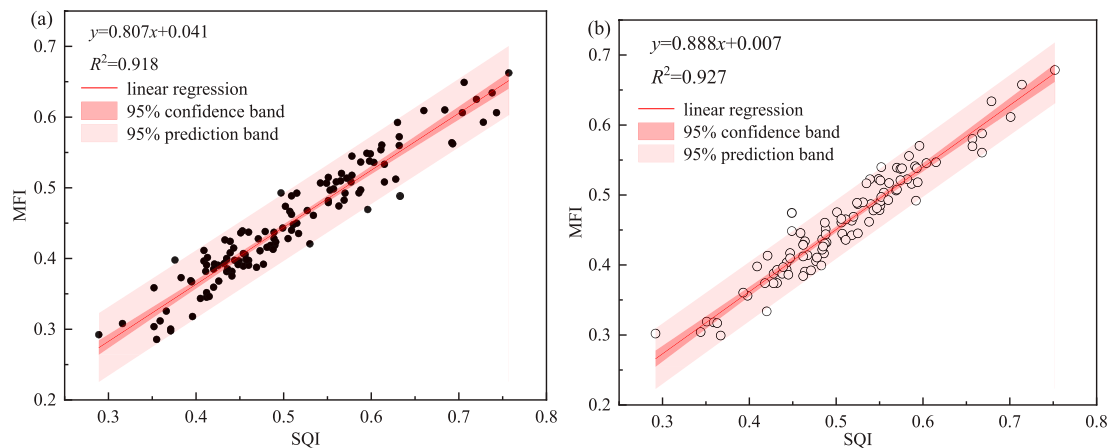 (a)
y=0.807x+0.041
R²=0.918
linear regression
95% confidence band
95% prediction band
0.7
0.6
0.5
0.4
0.3
0.2
MFI
0.3 0.4 0.5 0.6 0.7 0.8
SQI
(b)
y=0.888x+0.007
R²=0.927
linear regression
95% confidence band
95% prediction band
0.7
0.6
0.5
0.4
0.3
0.2
MFI
0.3 0.4 0.5 0.6 0.7 0.8
SQI